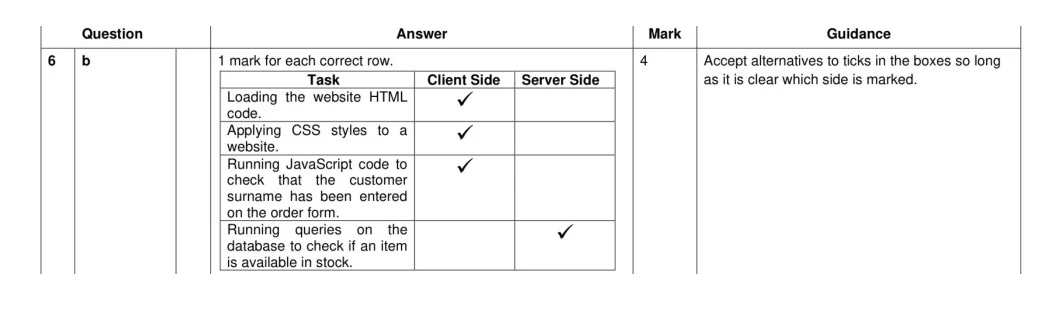 Question Answer Mark Guidance
6 b 1 mark for each correct row. 4 Accept alternatives to ticks in the boxes so long
as it is clear which side is marked.
Task Client Side Server Side
Loading the website HTML ✓
code.
Applying CSS styles to a ✓
website.
Running JavaScript code to ✓
check that the customer
surname has been entered
on the order form.
Running queries on the ✓
database to check if an item
is available in stock.